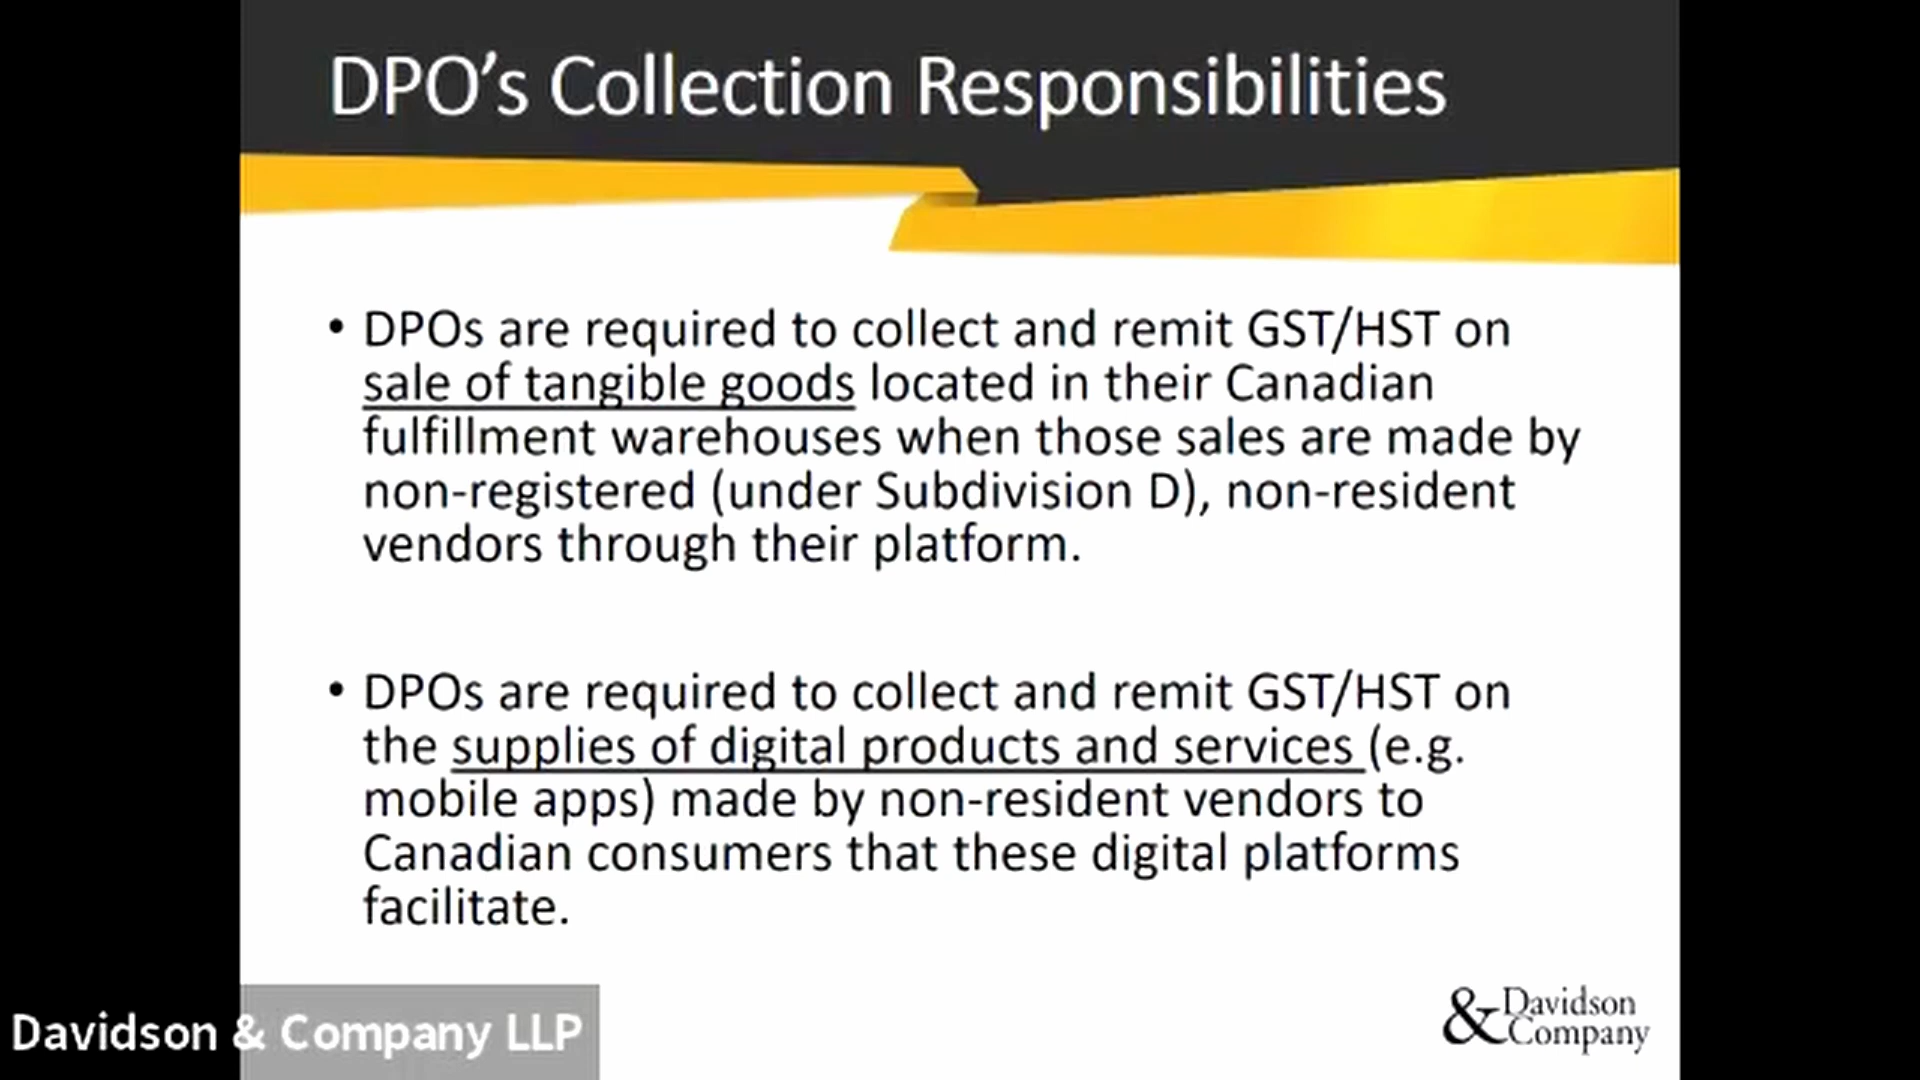 DPO’s Collection Responsibilities
• DPOs are required to collect and remit GST/HST on
sale of tangible goods located in their Canadian
fulfillment warehouses when those sales are made by
non-registered (under Subdivision D), non-resident
vendors through their platform.
• DPOs are required to collect and remit GST/HST on
the supplies of digital products and services (e.g.
mobile apps) made by non-resident vendors to
Canadian consumers that these digital platforms
facilitate.
Davidson & Company LLP
& Davidson
Company